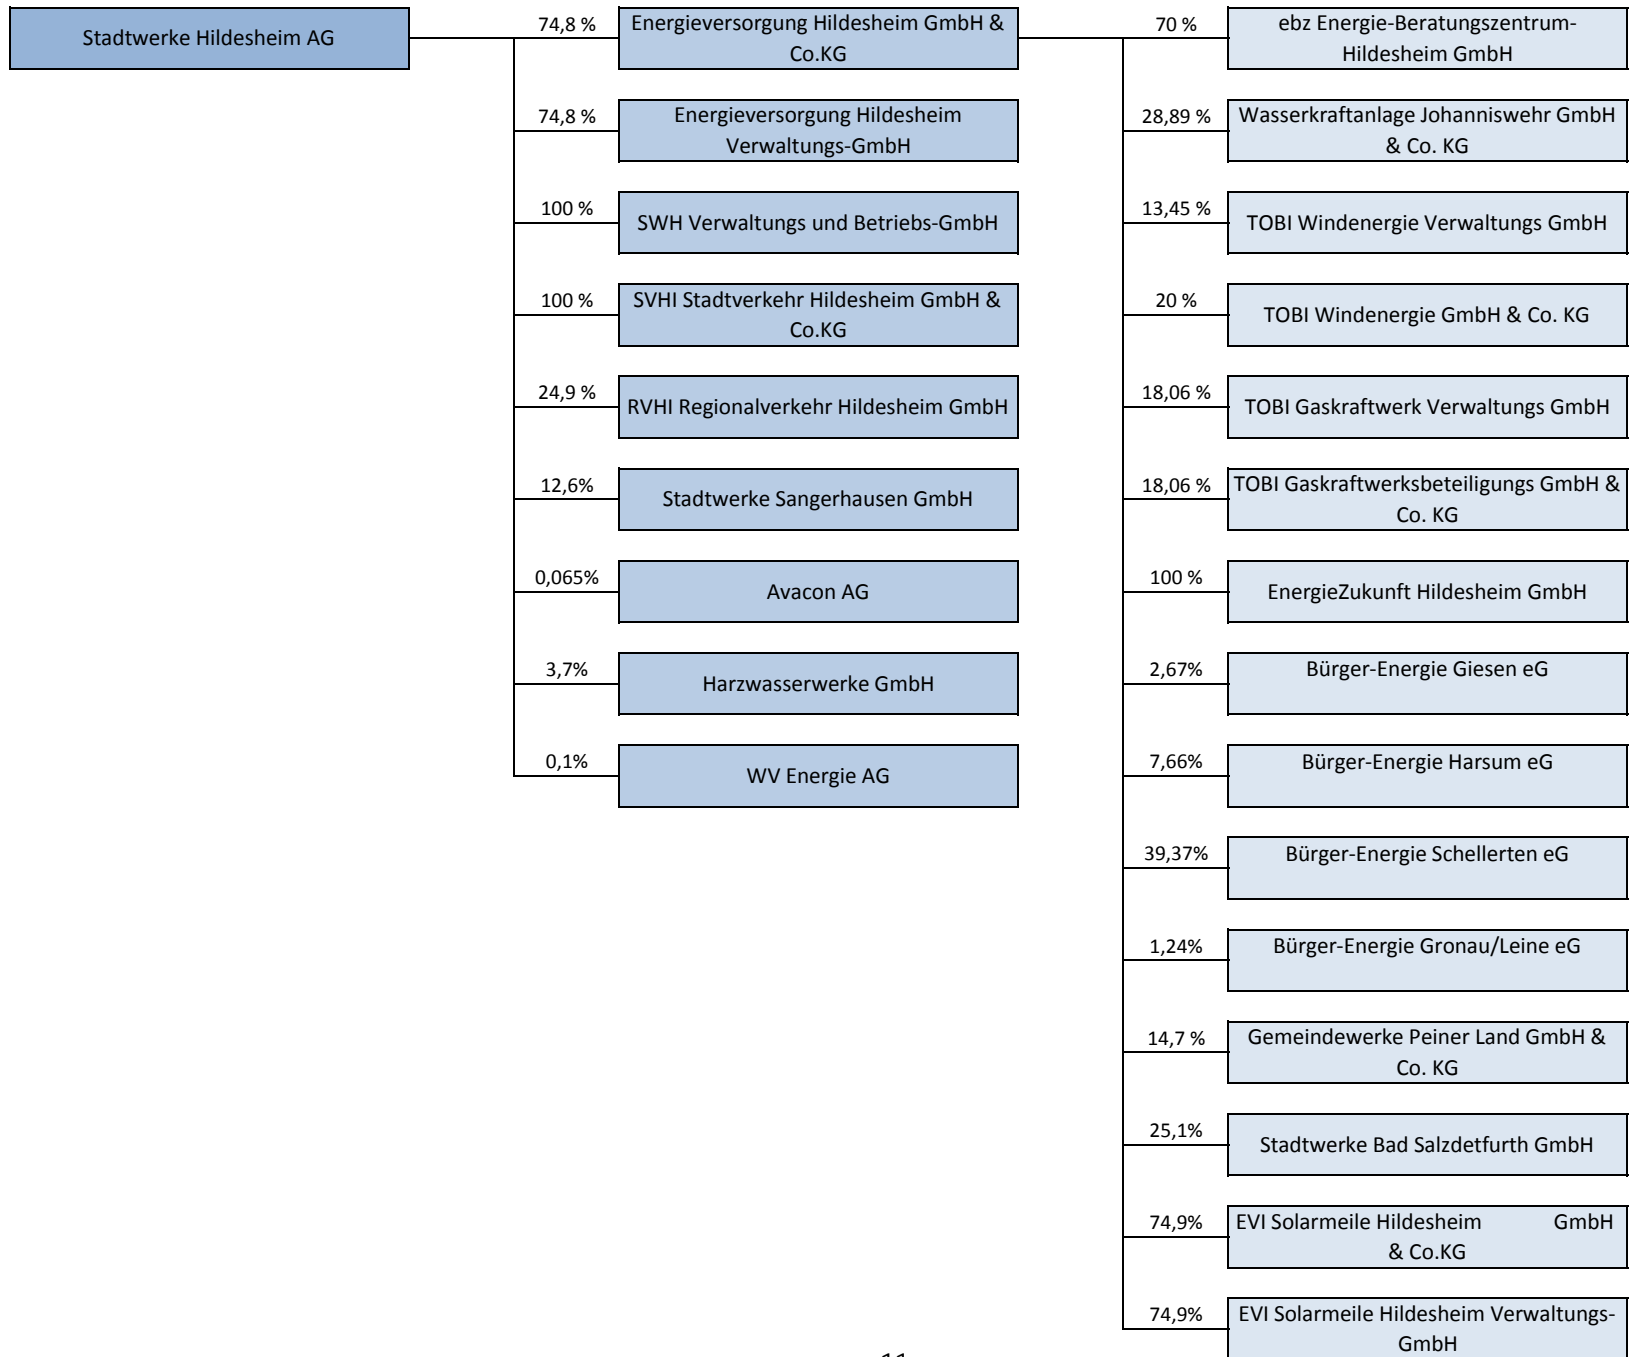 Stadtwerke Hildesheim AG
74,8 %
Energieversorgung Hildesheim GmbH &
Co.KG
74,8 %
Energieversorgung Hildesheim
Verwaltungs-GmbH
100 %
SWH Verwaltungs und Betriebs-GmbH
100 %
SVHI Stadtverkehr Hildesheim GmbH &
Co.KG
24,9 %
RVHI Regionalverkehr Hildesheim GmbH
12,6%
Stadtwerke Sangerhausen GmbH
0,065%
Avacon AG
3,7%
Harzwasserwerke GmbH
0,1%
WV Energie AG
70 %
ebz Energie-Beratungszentrum-
Hildesheim GmbH
28,89 %
Wasserkraftanlage Johanniswehr GmbH
& Co. KG
13,45 %
TOBI Windenergie Verwaltungs GmbH
20 %
TOBI Windenergie GmbH & Co. KG
18,06 %
TOBI Gaskraftwerk Verwaltungs GmbH
18,06 %
TOBI Gaskraftwerksbeteiligungs GmbH &
Co. KG
100 %
EnergieZukunft Hildesheim GmbH
2,67%
Bürger-Energie Giesen eG
7,66%
Bürger-Energie Harsum eG
39,37%
Bürger-Energie Schellerten eG
1,24%
Bürger-Energie Gronau/Leine eG
14,7 %
Gemeindewerke Peiner Land GmbH &
Co. KG
25,1%
Stadtwerke Bad Salzdetfurth GmbH
74,9%
EVI Solarmeile Hildesheim GmbH
& Co.KG
74,9%
EVI Solarmeile Hildesheim Verwaltungs-
GmbH